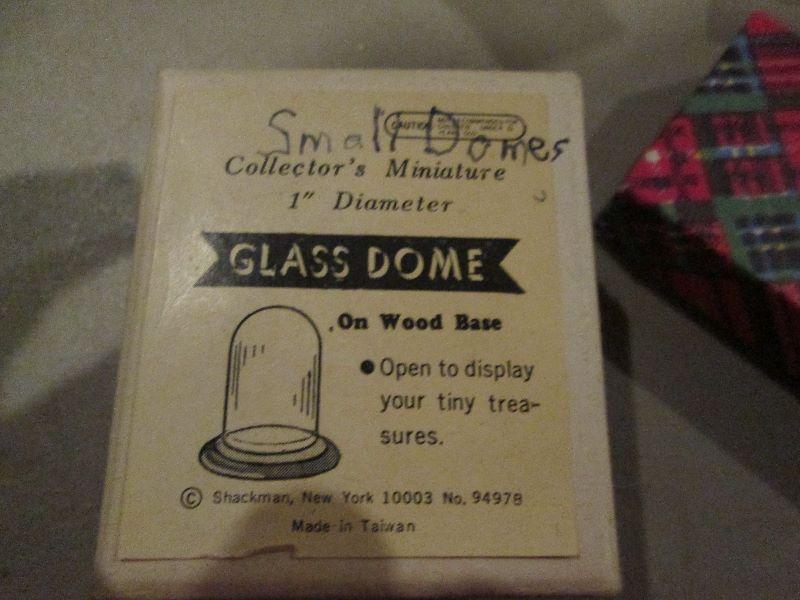 Small Domes
CAUTION
Collector's Miniature
1" Diameter
GLASS DOME
On Wood Base
● Open to display
your tiny trea-
sures.
© Shackman, New York 10003 No. 94978
Made in Taiwan